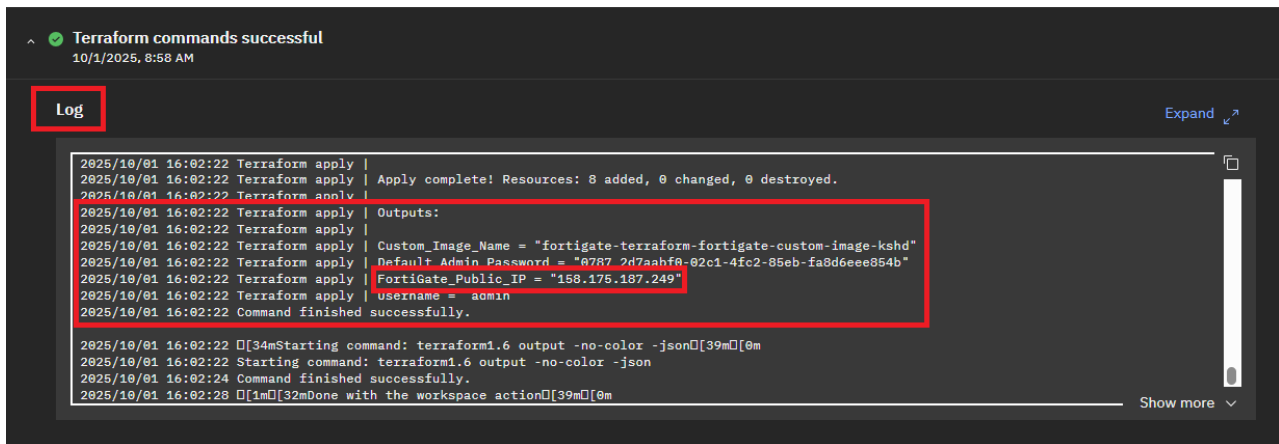 Terraform commands successful
10/1/2025, 8:58 AM
Log
Expand
2025/10/01 16:02:22 Terraform apply |
2025/10/01 16:02:22 Terraform apply | Apply complete! Resources: 8 added, 0 changed, 0 destroyed.
2025/10/01 16:02:22 Terraform apply |
2025/10/01 16:02:22 Terraform apply | Outputs:
2025/10/01 16:02:22 Terraform apply |
2025/10/01 16:02:22 Terraform apply | Custom_Image_Name = "fortigate-terraform-fortigate-custom-image-kshd"
2025/10/01 16:02:22 Terraform apply | Default_Admin_Password = "0787_2d7aabf0-02c1-4fc2-85eb-fa8d6eee854b"
2025/10/01 16:02:22 Terraform apply | FortiGate_Public_IP = "158.175.187.249"
2025/10/01 16:02:22 Terraform apply | Username = "admin"
2025/10/01 16:02:22 Command finished successfully.
2025/10/01 16:02:22 □[34mStarting command: terraform1.6 output -no-color -json□[39m□[0m
2025/10/01 16:02:22 Starting command: terraform1.6 output -no-color -json
2025/10/01 16:02:24 Command finished successfully.
2025/10/01 16:02:28 □[1m□[32mDone with the workspace action□[39m□[0m
Show more